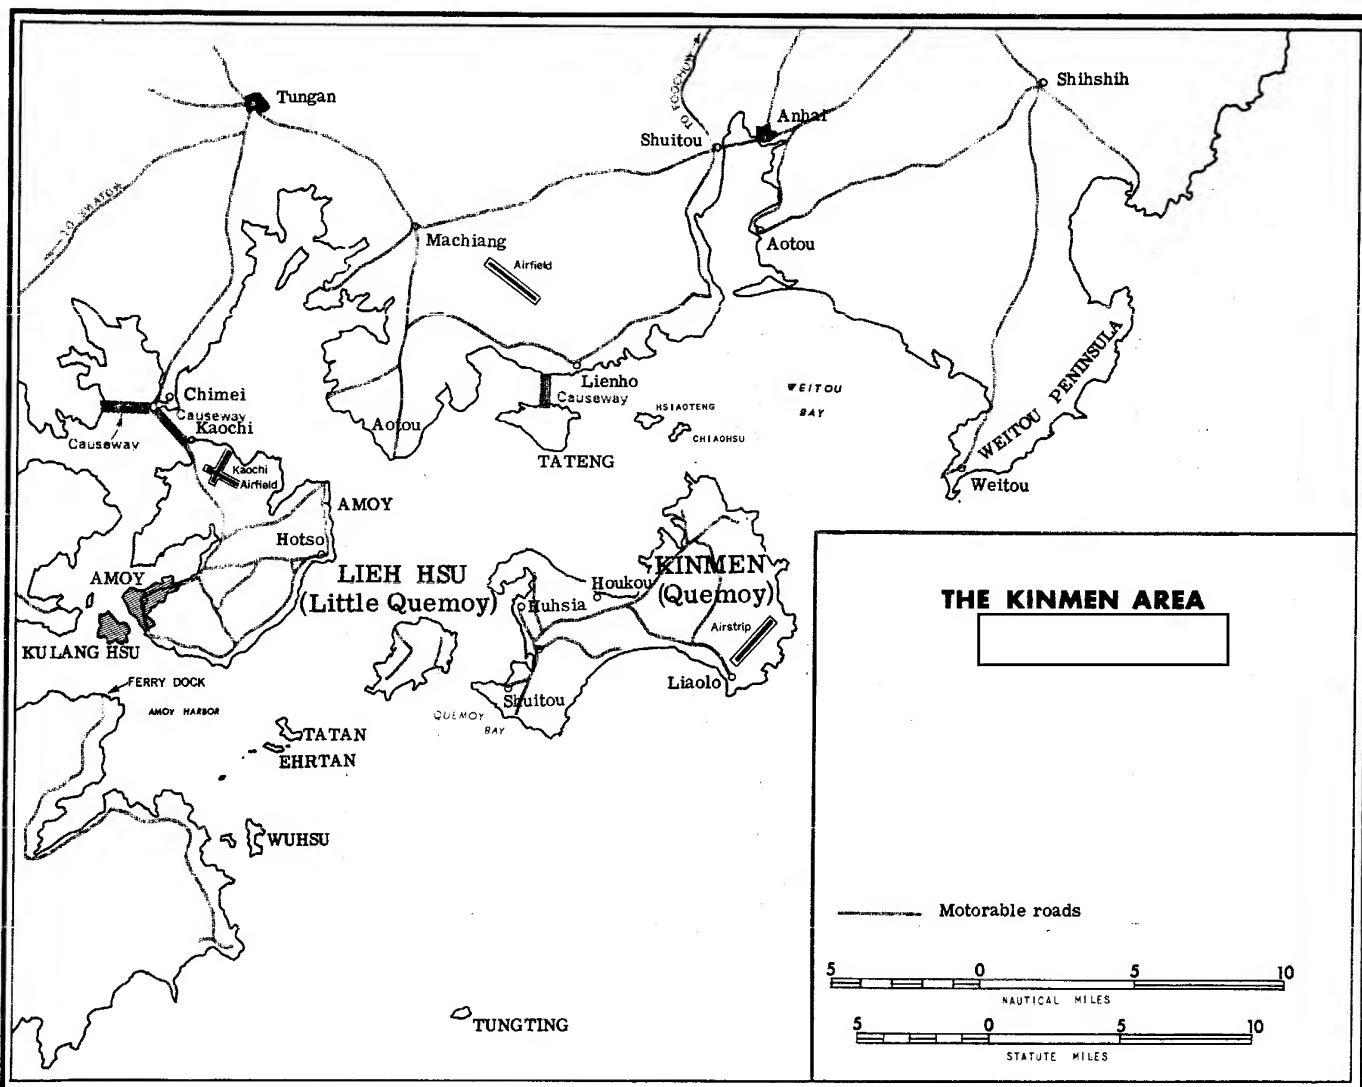 Tungan
Shihshih
TO FOOCHOW
Anhai
Shuitou
TO SWATOW
Machiang
Aotou
Airfield
WEITOU PENINSULA
Lienho
Causeway
WEITOU
BAY
Chimei
Causeway
Kaochi
Causeway
HSIAOTENG
CHIAOHSU
Aotou
TATENG
Kaochi
Airfield
Weitou
AMOY
Hotso
AMOY
LIEH HSU
(Little Quemoy)
KINMEN
(Quemoy)
Houkou
Huhsia
Airstrip
KULANG HSU
FERRY DOCK
AMOY HARBOR
Liaolo
Shuitou
QUEMOY
BAY
TATAN
EHRTAN
WUHSU
TUNGTING
THE KINMEN AREA
Motorable roads
5 0 5 10
NAUTICAL MILES
5 0 5 10
STATUTE MILES